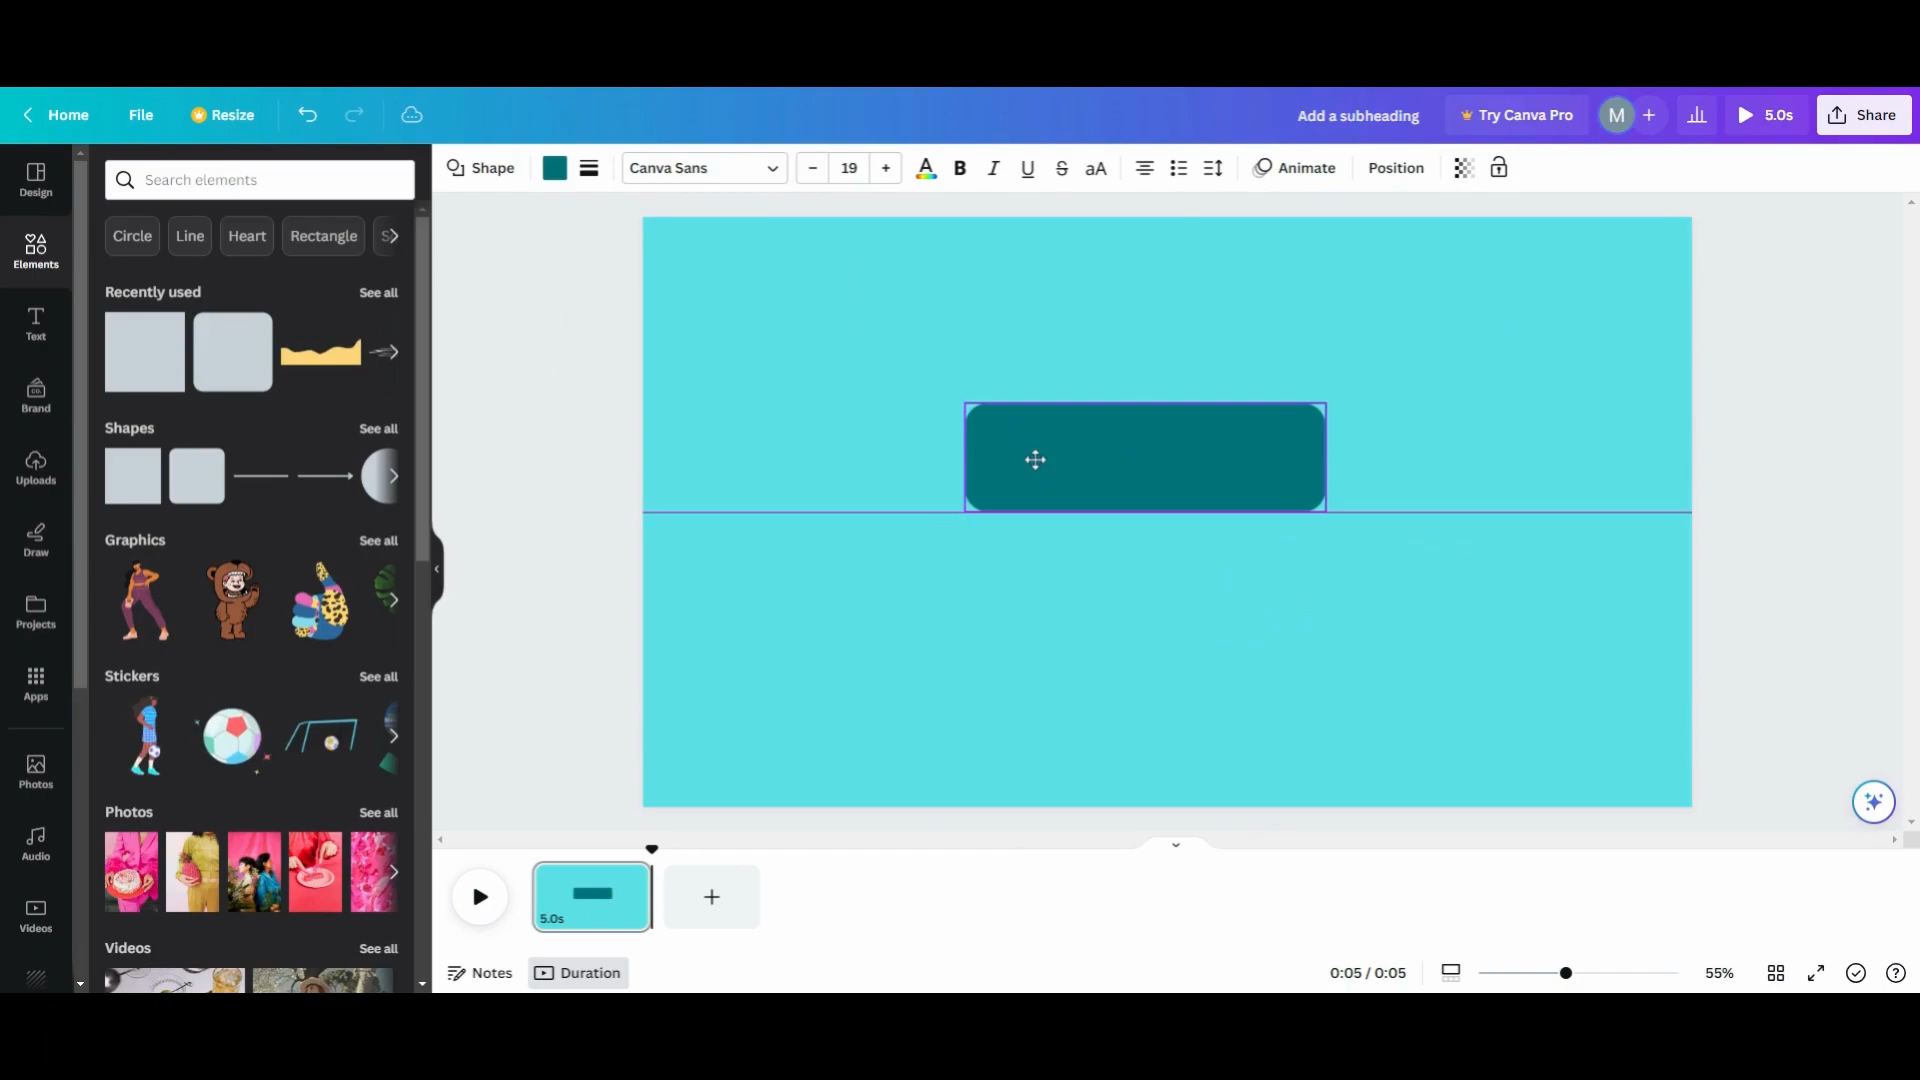 Home File Resize Add a subheading Try Canva Pro M 5.0s Share
Shape Canva Sans 19 A B I U S aA Animate Position
Search elements
Circle Line Heart Rectangle
Recently used See all
Shapes See all
Graphics See all
Stickers See all
Photos See all
Videos See all
Design
Elements
Text
Brand
Uploads
Draw
Projects
Apps
Photos
Audio
Videos
5.0s
Notes Duration 0:05 / 0:05 55%